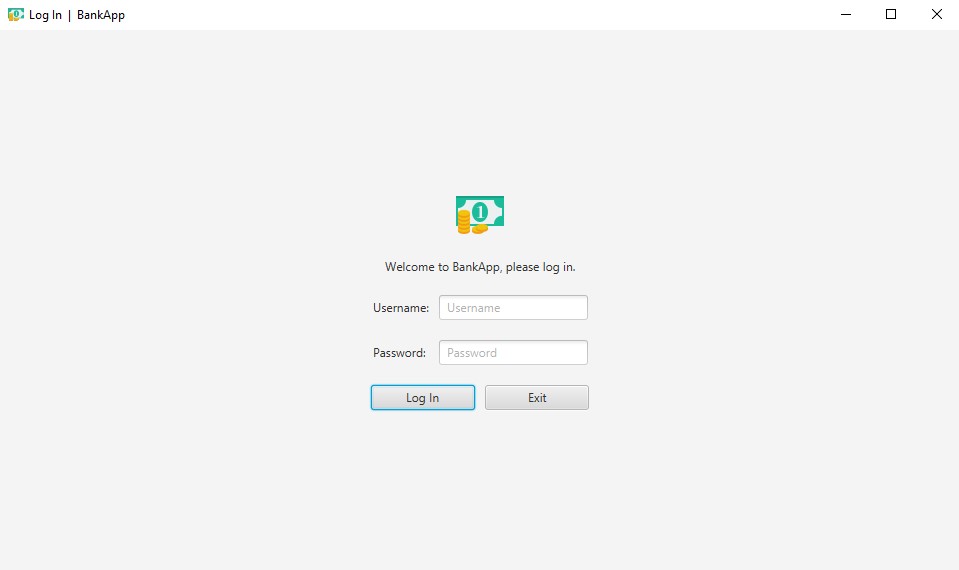 Log In | BankApp
1
Welcome to BankApp, please log in.
Username: Username
Password: Password
Log In Exit